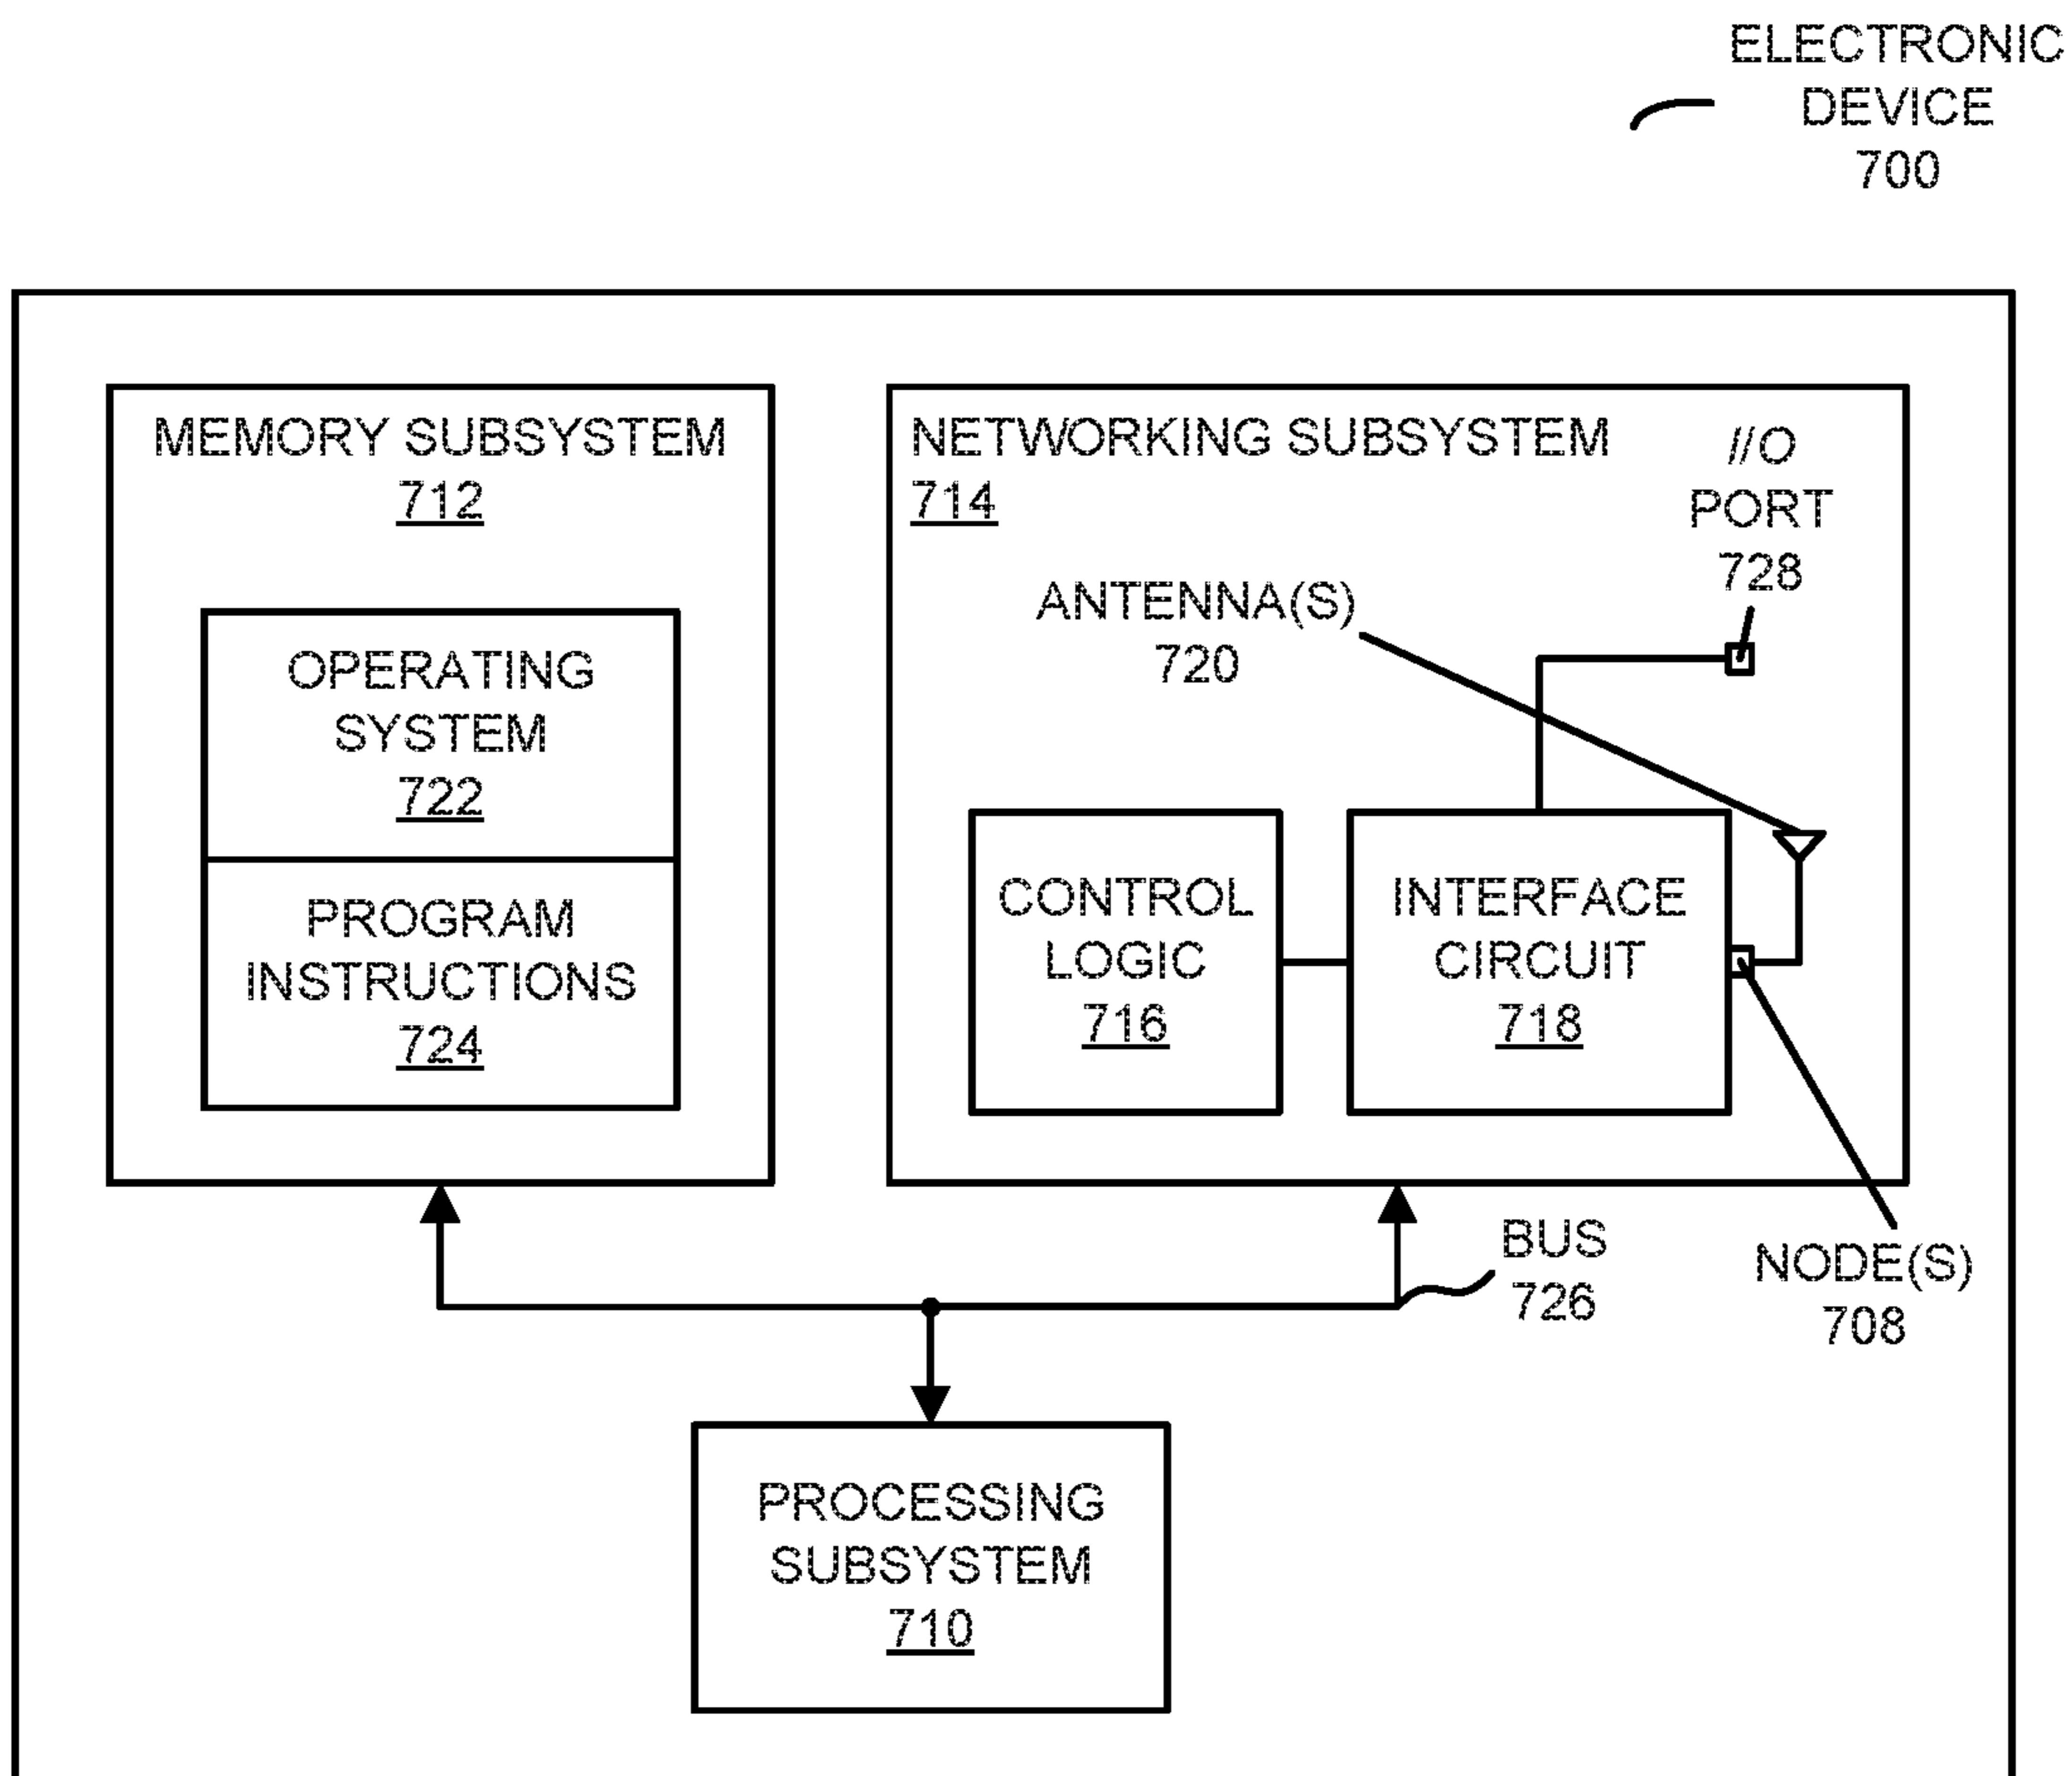 ELECTRONIC
DEVICE
700
MEMORY SUBSYSTEM
712
OPERATING
SYSTEM
722
PROGRAM
INSTRUCTIONS
724
NETWORKING SUBSYSTEM
714
I/O
PORT
728
ANTENNA(S)
720
CONTROL
LOGIC
716
INTERFACE
CIRCUIT
718
BUS
726
NODE(S)
708
PROCESSING
SUBSYSTEM
710